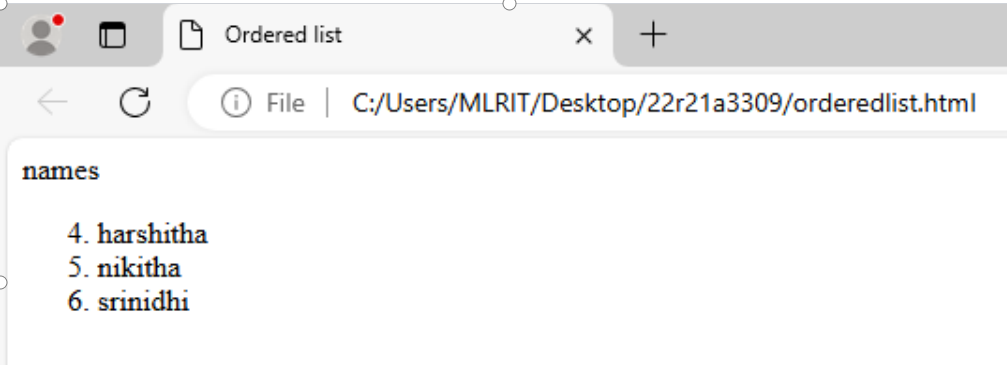 Ordered list
File | C:/Users/MLRIT/Desktop/22r21a3309/orderedlist.html
names
4. harshitha
5. nikitha
6. srinidhi